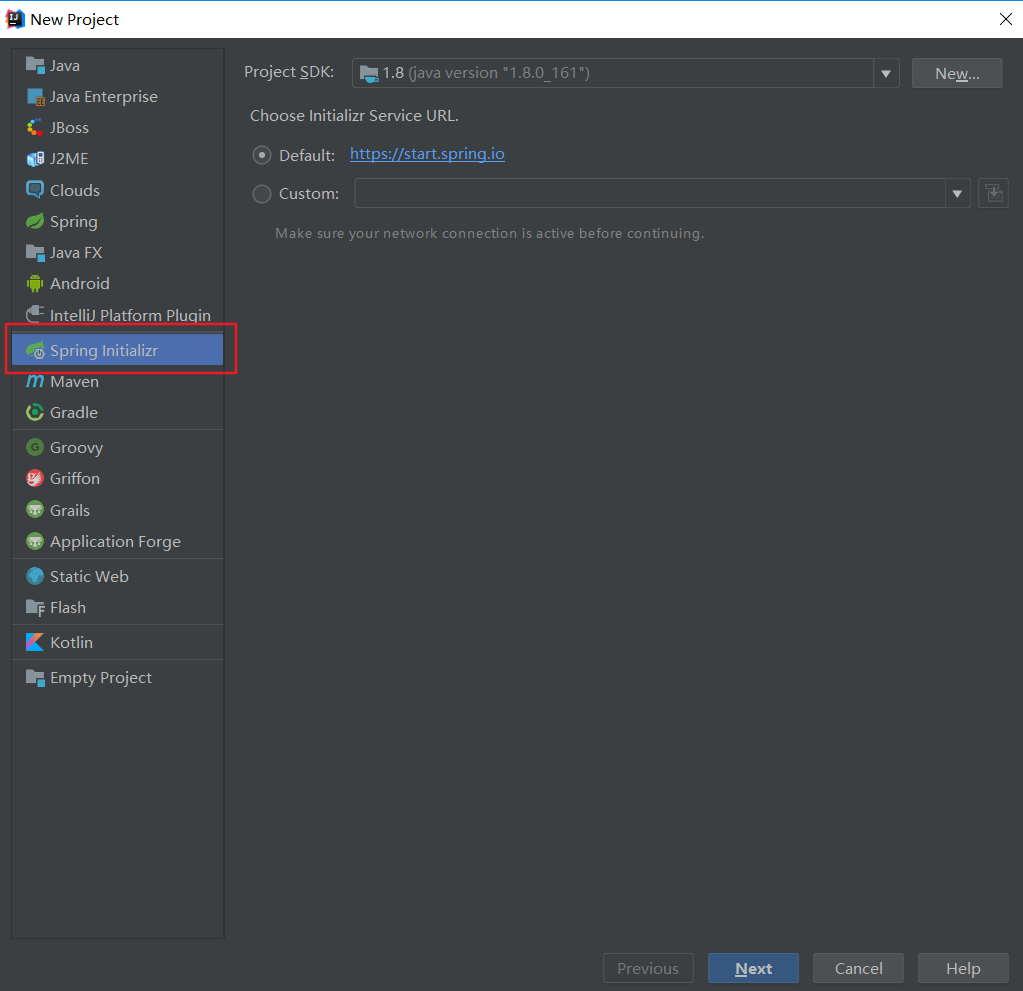 New Project
Java
Java Enterprise
JBoss
J2ME
Clouds
Spring
Java FX
Android
IntelliJ Platform Plugin
Spring Initializr
Maven
Gradle
Groovy
Griffon
Grails
Application Forge
Static Web
Flash
Kotlin
Empty Project
Project SDK: 1.8 (java version "1.8.0_161") New...
Choose Initializr Service URL.
Default: https://start.spring.io
Custom:
Make sure your network connection is active before continuing.
Previous Next Cancel Help